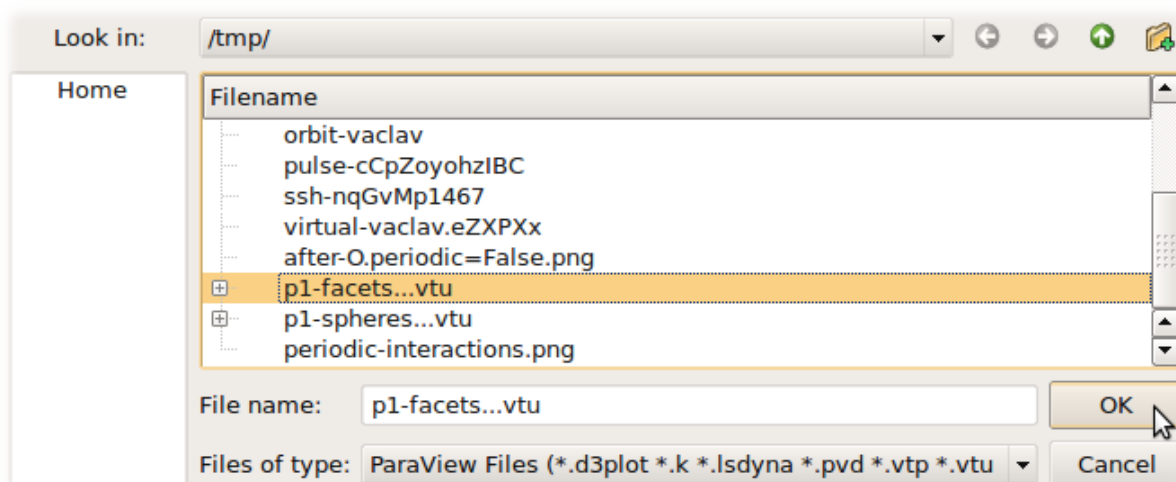 Look in: /tmp/
Home
Filename
orbit-vaclav
pulse-cCpZoyohzIBC
ssh-nqGvMp1467
virtual-vaclav.eZXPXx
after-O.periodic=False.png
p1-facets...vtu
p1-spheres...vtu
periodic-interactions.png
File name: p1-facets...vtu OK
Files of type: ParaView Files (*.d3plot *.k *.lsdyna *.pvd *.vtp *.vtu Cancel